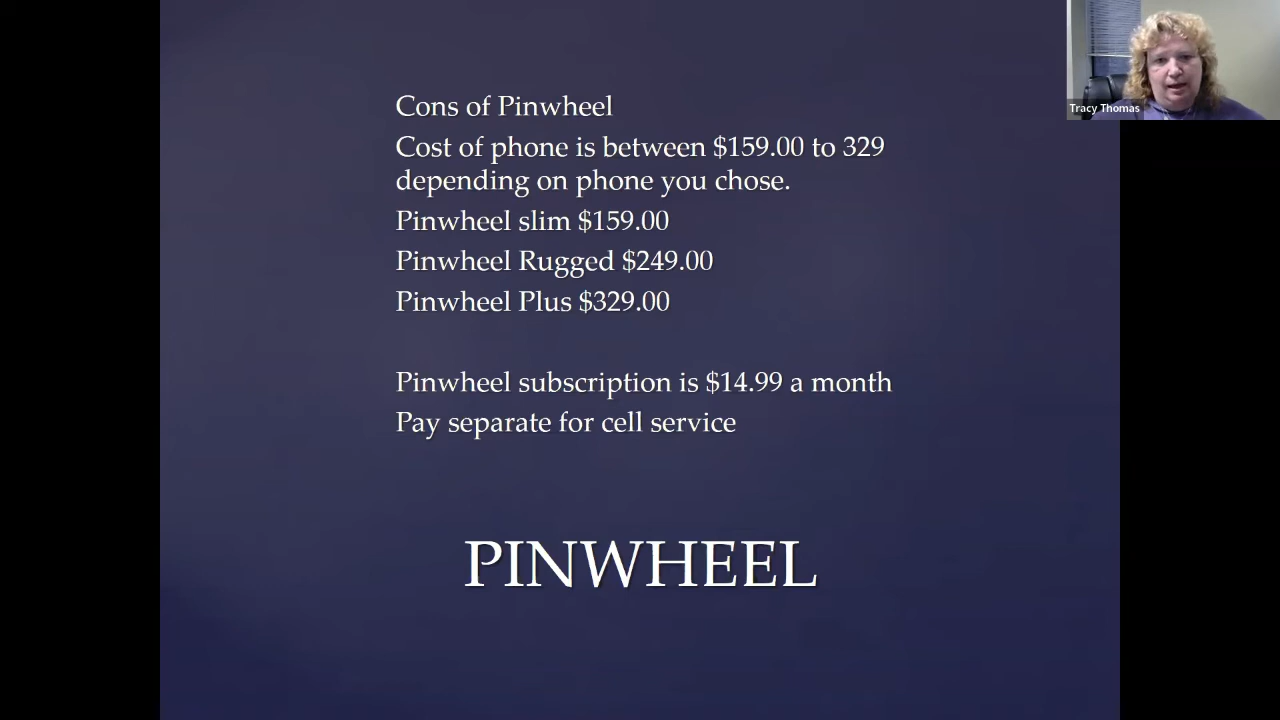 Cons of Pinwheel
Cost of phone is between $159.00 to 329
depending on phone you chose.
Pinwheel slim $159.00
Pinwheel Rugged $249.00
Pinwheel Plus $329.00
Pinwheel subscription is $14.99 a month
Pay separate for cell service
PINWHEEL
Tracy Thomas